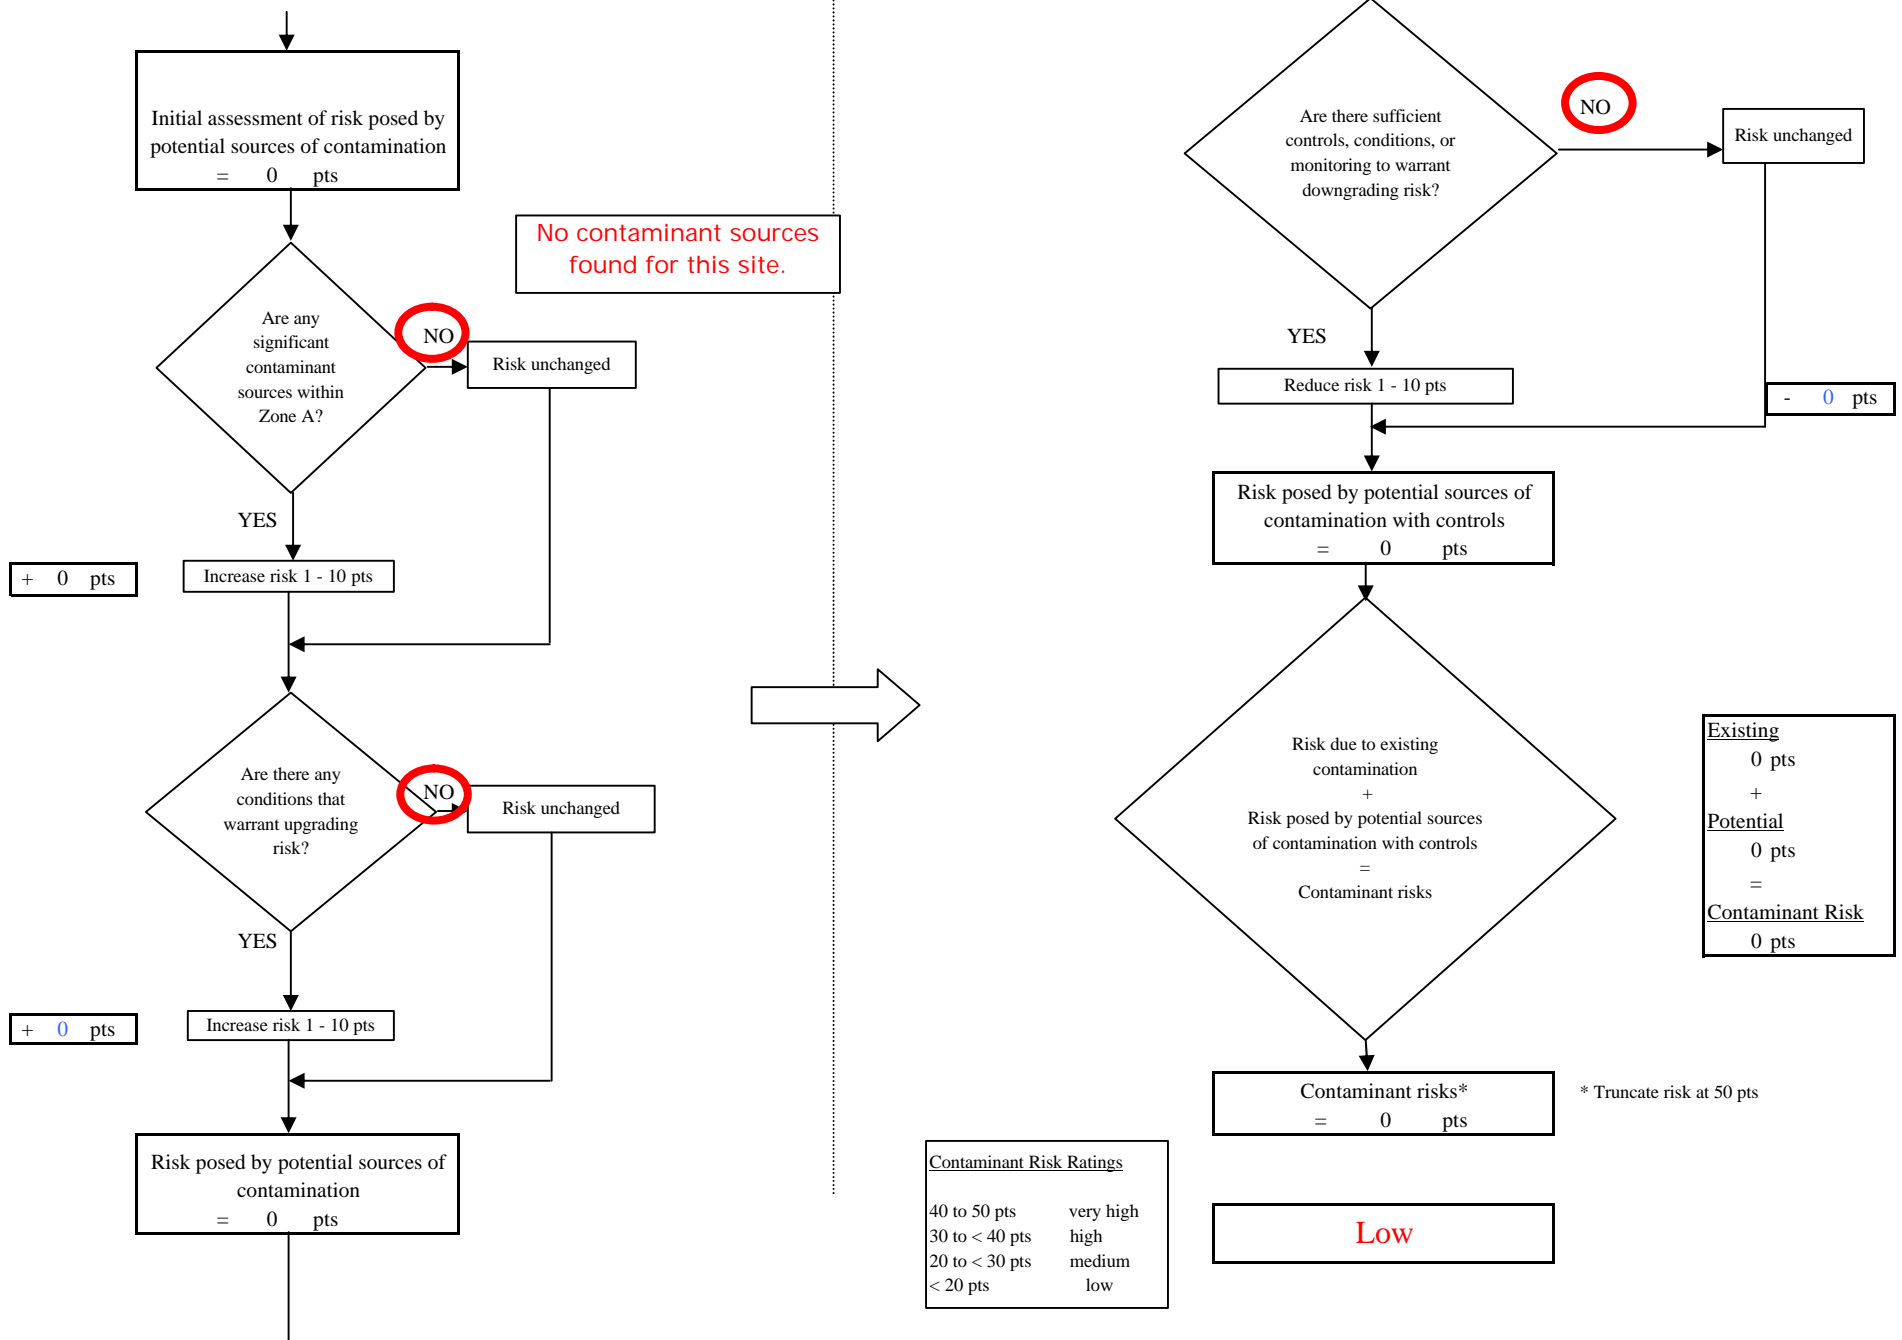 Initial assessment of risk posed by
potential sources of contamination
= 0 pts
No contaminant sources
found for this site.
Are any
significant
contaminant
sources within
Zone A?
NO
Risk unchanged
YES
+ 0 pts
Increase risk 1 - 10 pts
Are there any
conditions that
warrant upgrading
risk?
NO
Risk unchanged
YES
+ 0 pts
Increase risk 1 - 10 pts
Risk posed by potential sources of
contamination
= 0 pts
Are there sufficient
controls, conditions, or
monitoring to warrant
downgrading risk?
NO
Risk unchanged
YES
Reduce risk 1 - 10 pts
- 0 pts
Risk posed by potential sources of
contamination with controls
= 0 pts
Risk due to existing
contamination
+
Risk posed by potential sources
of contamination with controls
=
Contaminant risks
Existing
0 pts
+
Potential
0 pts
=
Contaminant Risk
0 pts
Contaminant risks*
= 0 pts
* Truncate risk at 50 pts
Contaminant Risk Ratings
40 to 50 pts very high
30 to < 40 pts high
20 to < 30 pts medium
< 20 pts low
Low